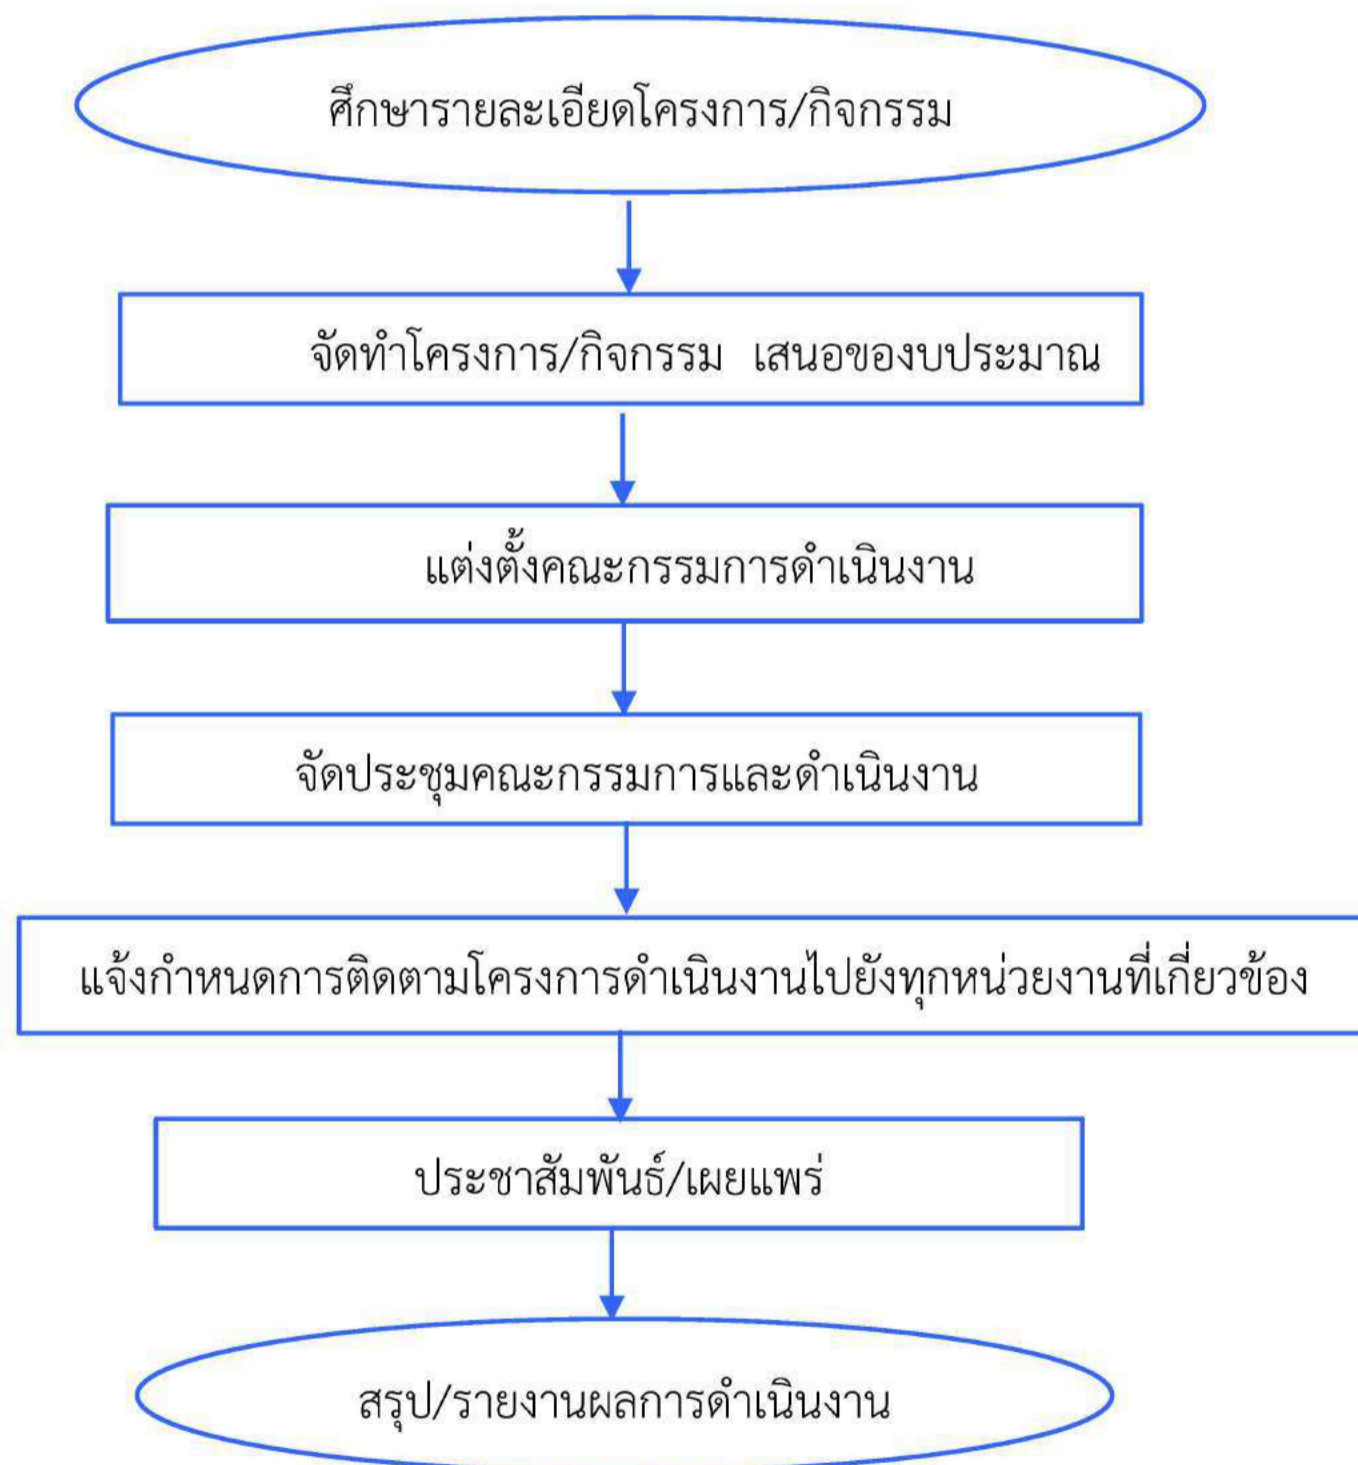 ศึกษารายละเอียดโครงการ/กิจกรรม
จัดทำโครงการ/กิจกรรม เสนอของบประมาณ
แต่งตั้งคณะกรรมการดำเนินงาน
จัดประชุมคณะกรรมการและดำเนินงาน
แจ้งกำหนดการติดตามโครงการดำเนินงานไปยังทุกหน่วยงานที่เกี่ยวข้อง
ประชาสัมพันธ์/เผยแพร่
สรุป/รายงานผลการดำเนินงาน